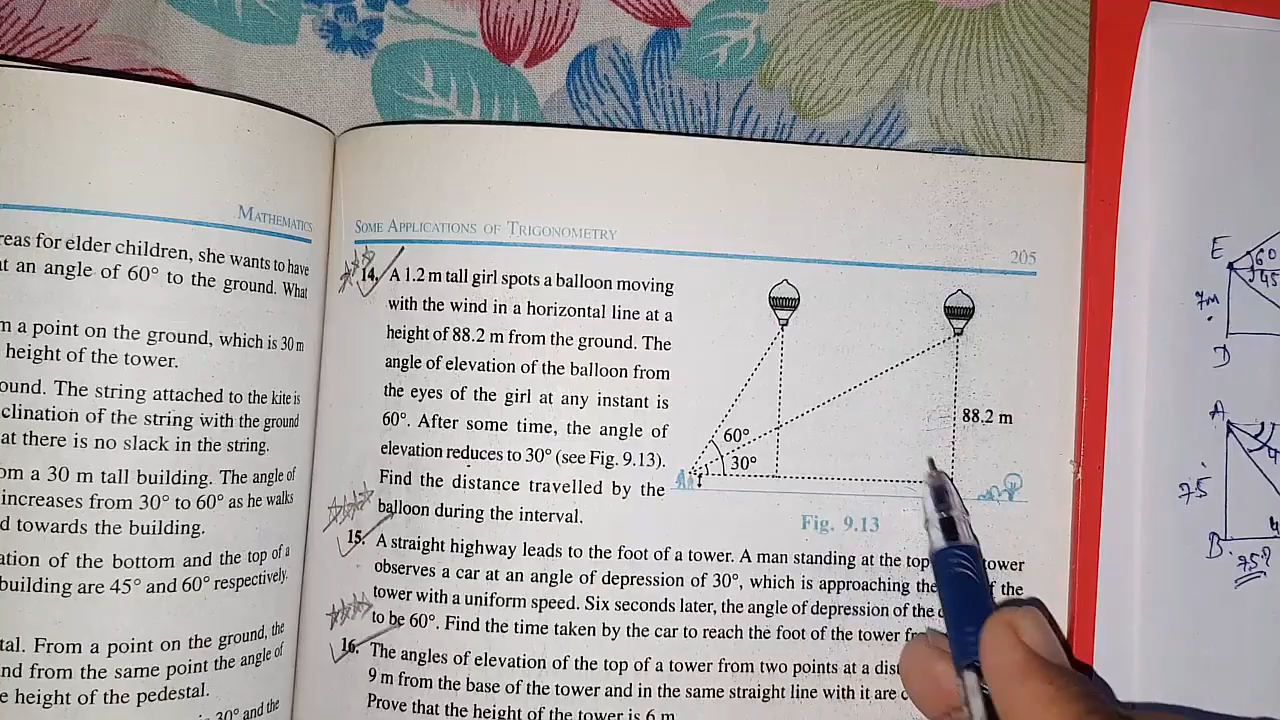 MATHEMATICS
reas for elder children, she wants to have
at an angle of 60° to the ground. What
m a point on the ground, which is 30 m
height of the tower.
ound. The string attached to the kite is
clination of the string with the ground
at there is no slack in the string.
om a 30 m tall building. The angle of
increases from 30° to 60° as he walks
d towards the building.
ation of the bottom and the top of a
building are 45° and 60° respectively.
tal. From a point on the ground, the
nd from the same point the angle of
e height of the pedestal.
30° and the
SOME APPLICATIONS OF TRIGONOMETRY
205
14. A 1.2 m tall girl spots a balloon moving
with the wind in a horizontal line at a
height of 88.2 m from the ground. The
angle of elevation of the balloon from
the eyes of the girl at any instant is
60°. After some time, the angle of
elevation reduces to 30° (see Fig. 9.13).
Find the distance travelled by the
balloon during the interval.
60°
30°
88.2 m
Fig. 9.13
15. A straight highway leads to the foot of a tower. A man standing at the top tower
observes a car at an angle of depression of 30°, which is approaching the f the
tower with a uniform speed. Six seconds later, the angle of depression of the
to be 60°. Find the time taken by the car to reach the foot of the tower
16. The angles of elevation of the top of a tower from two points at a
9 m from the base of the tower and in the same straight line with it are
Prove that the height of the tower is 6 m
E
60
45
7m
D
A
75
B
75